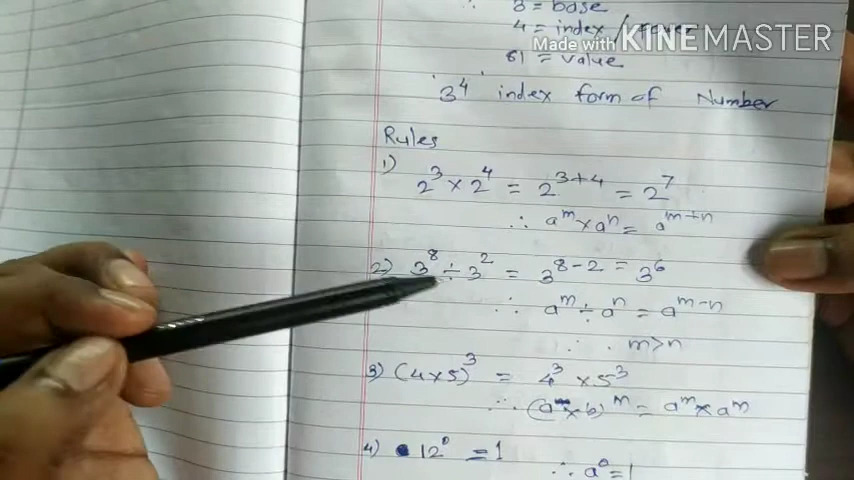 ∴ 3 = base
4 = index / Power
Made with KINEMASTER
81 = value
'3⁴' index form of Number
Rules
1) 2³ × 2⁴ = 2³⁺⁴ = 2⁷
∴ aᵐ × aⁿ = aᵐ⁺ⁿ
2) 3⁸ ÷ 3² = 3⁸⁻² = 3⁶
∴ aᵐ ÷ aⁿ = aᵐ⁻ⁿ
∴ m>n
3) (4×5)³ = 4³ × 5³
∴ (a × b)ᵐ = aᵐ × aᵐ
4) 12⁰ = 1
∴ a⁰ = 1